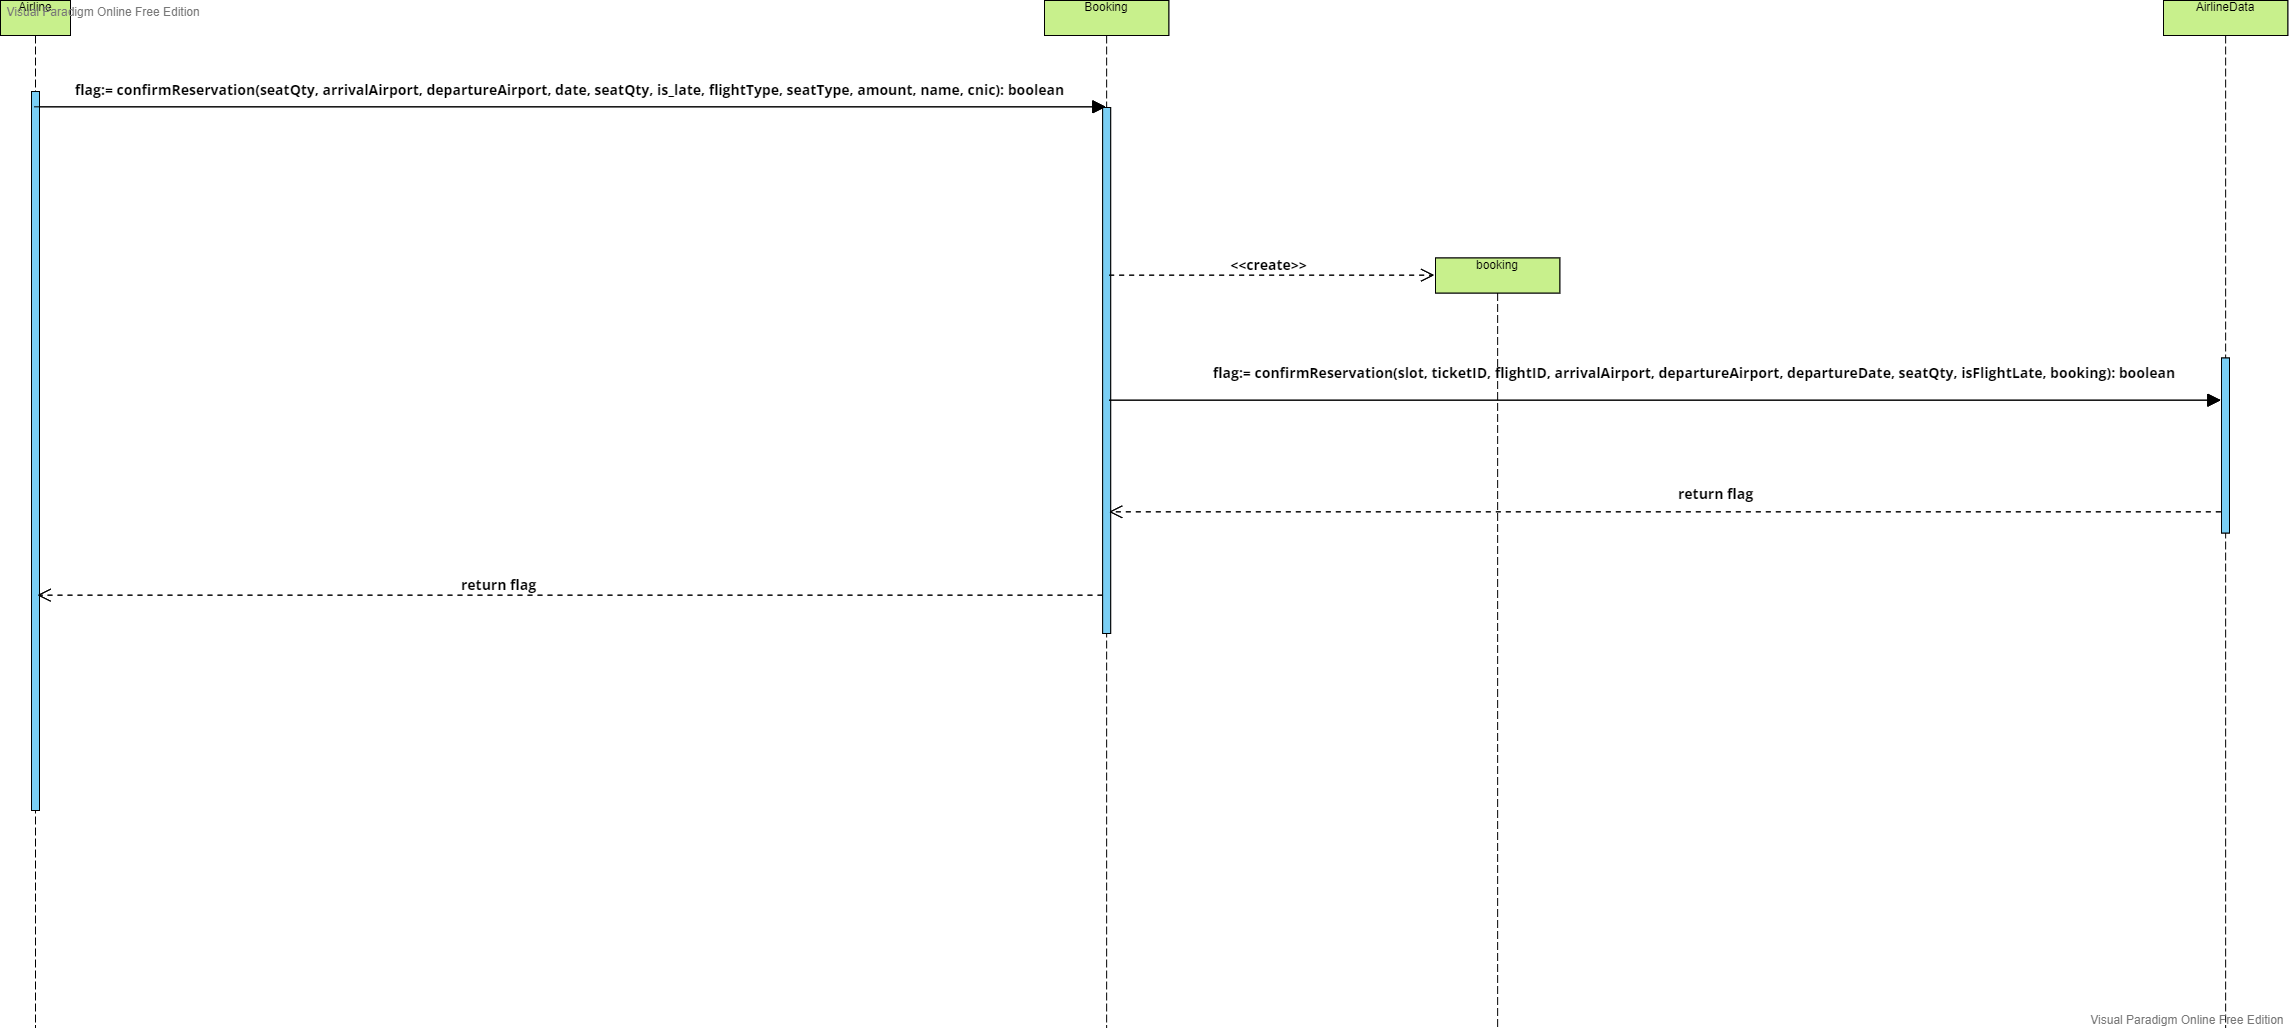 Airline
Visual Paradigm Online Free Edition
Booking
AirlineData
flag:= confirmReservation(seatQty, arrivalAirport, departureAirport, date, seatQty, is_late, flightType, seatType, amount, name, cnic): boolean
<<create>>
booking
flag:= confirmReservation(slot, ticketID, flightID, arrivalAirport, departureAirport, departureDate, seatQty, isFlightLate, booking): boolean
return flag
return flag
Visual Paradigm Online Free Edition